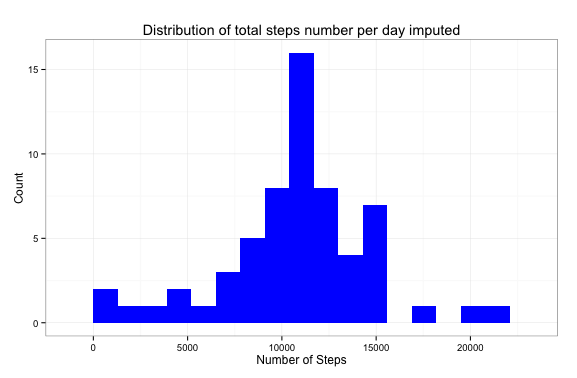 Distribution of total steps number per day imputed
15
10
5
0
Count
0 5000 10000 15000 20000
Number of Steps